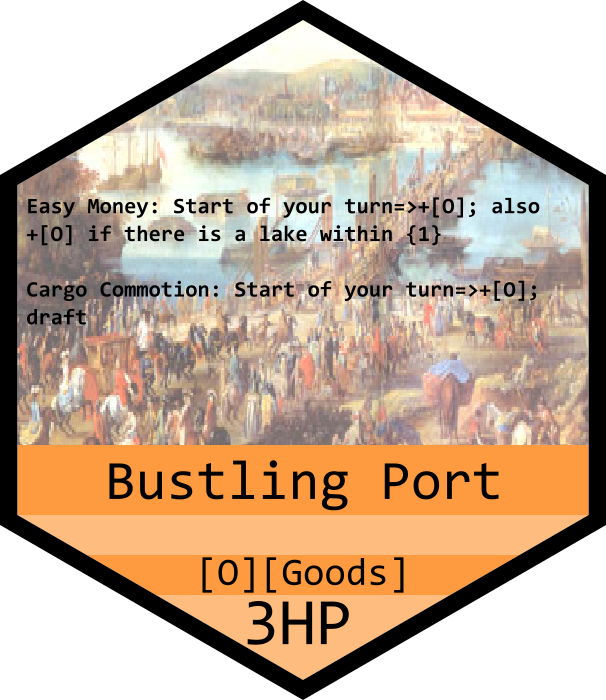 Easy Money: Start of your turn=>+[O]; also
+[O] if there is a lake within {1}
Cargo Commotion: Start of your turn=>+[O];
draft
Bustling Port
[O][Goods]
3HP